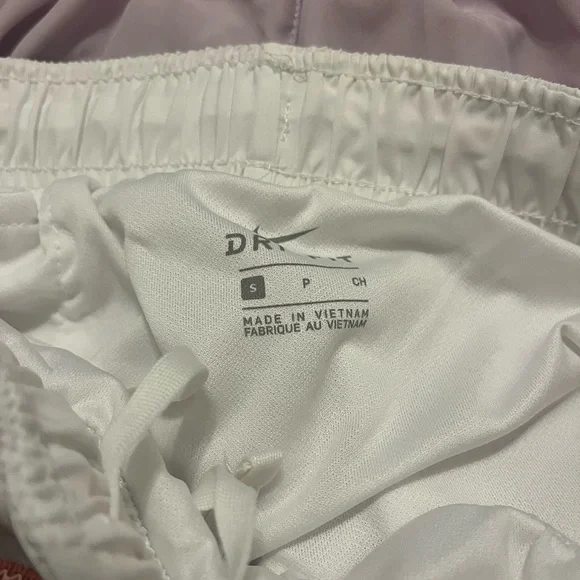 S P CH
MADE IN VIETNAM
FABRIQUE AU VIETNAM